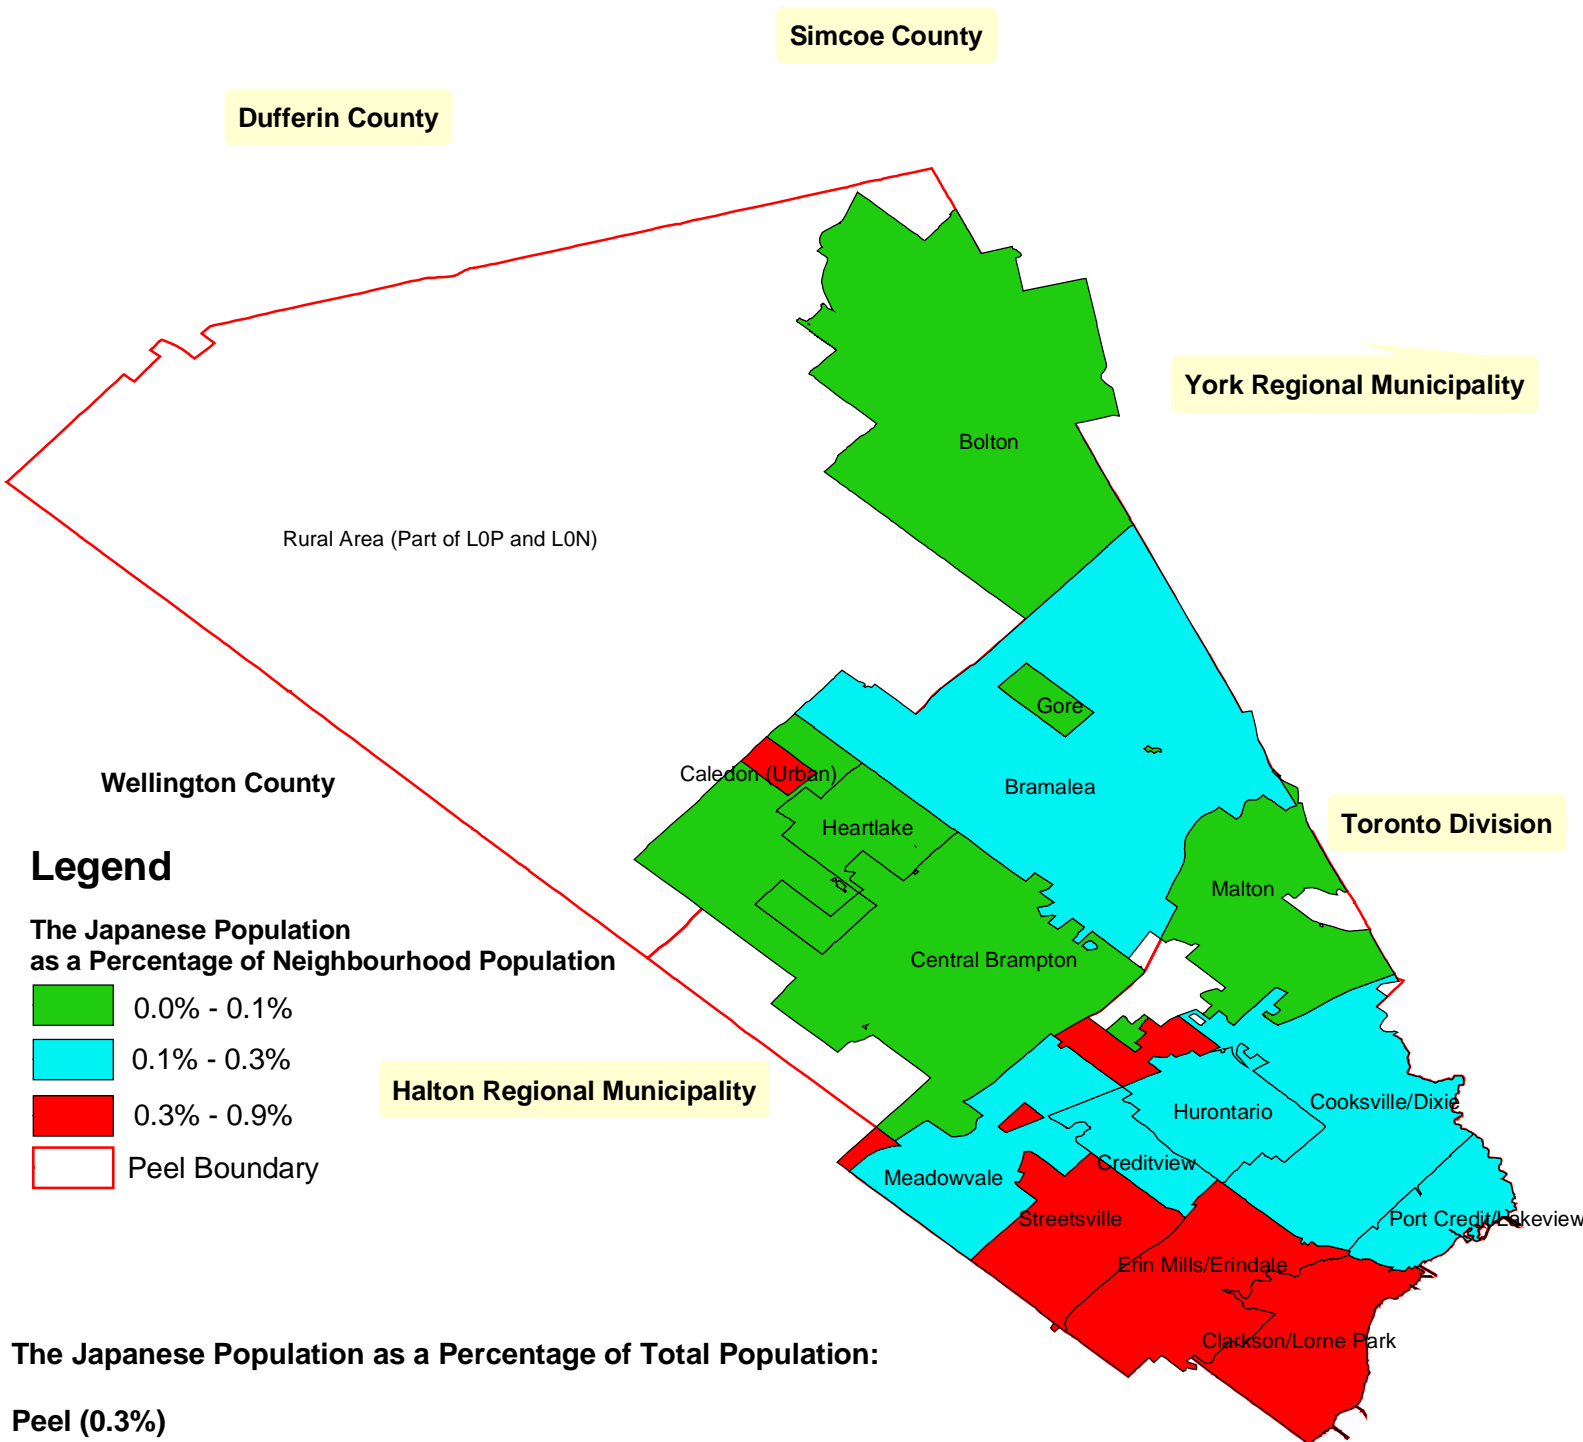 Simcoe County
Dufferin County
York Regional Municipality
Bolton
Rural Area (Part of L0P and L0N)
Gore
Caledon (Urban)
Wellington County
Bramalea
Toronto Division
Heartlake
Legend
Malton
The Japanese Population
as a Percentage of Neighbourhood Population
Central Brampton
0.0% - 0.1%
0.1% - 0.3%
0.3% - 0.9%
Peel Boundary
Halton Regional Municipality
Cooksville/Dixie
Hurontario
Creditview
Meadowvale
Streetsville
Port Credit/Lakeview
Erin Mills/Erindale
Clarkson/Lorne Park
The Japanese Population as a Percentage of Total Population:
Peel (0.3%)